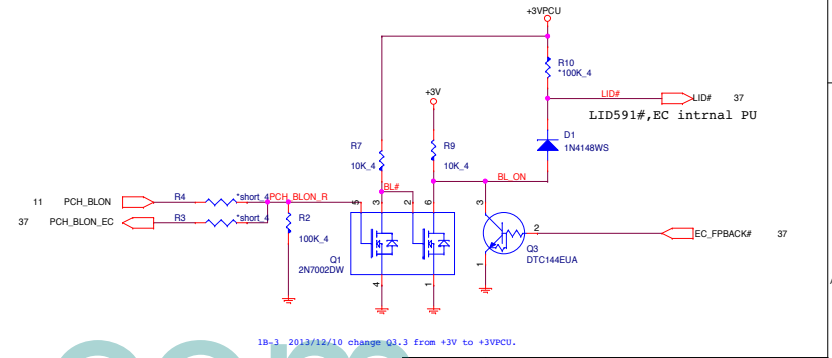 +3VPCU
R10
*100K_4
+3V
LID#
LID#
37
LID591#,EC intrnal PU
D1
1N4148WS
R7
10K_4
R9
10K_4
BL#
BL_ON
11
PCH_BLON
R4
*short_4
PCH_BLON_R
5
3
2
6
3
37
PCH_BLON_EC
R3
*short_4
R2
100K_4
2
EC_FPBACK#
37
Q1
2N7002DW
Q3
DTC144EUA
4
1
1
1B-3 2013/12/10 change Q3.3 from +3V to +3VPCU.